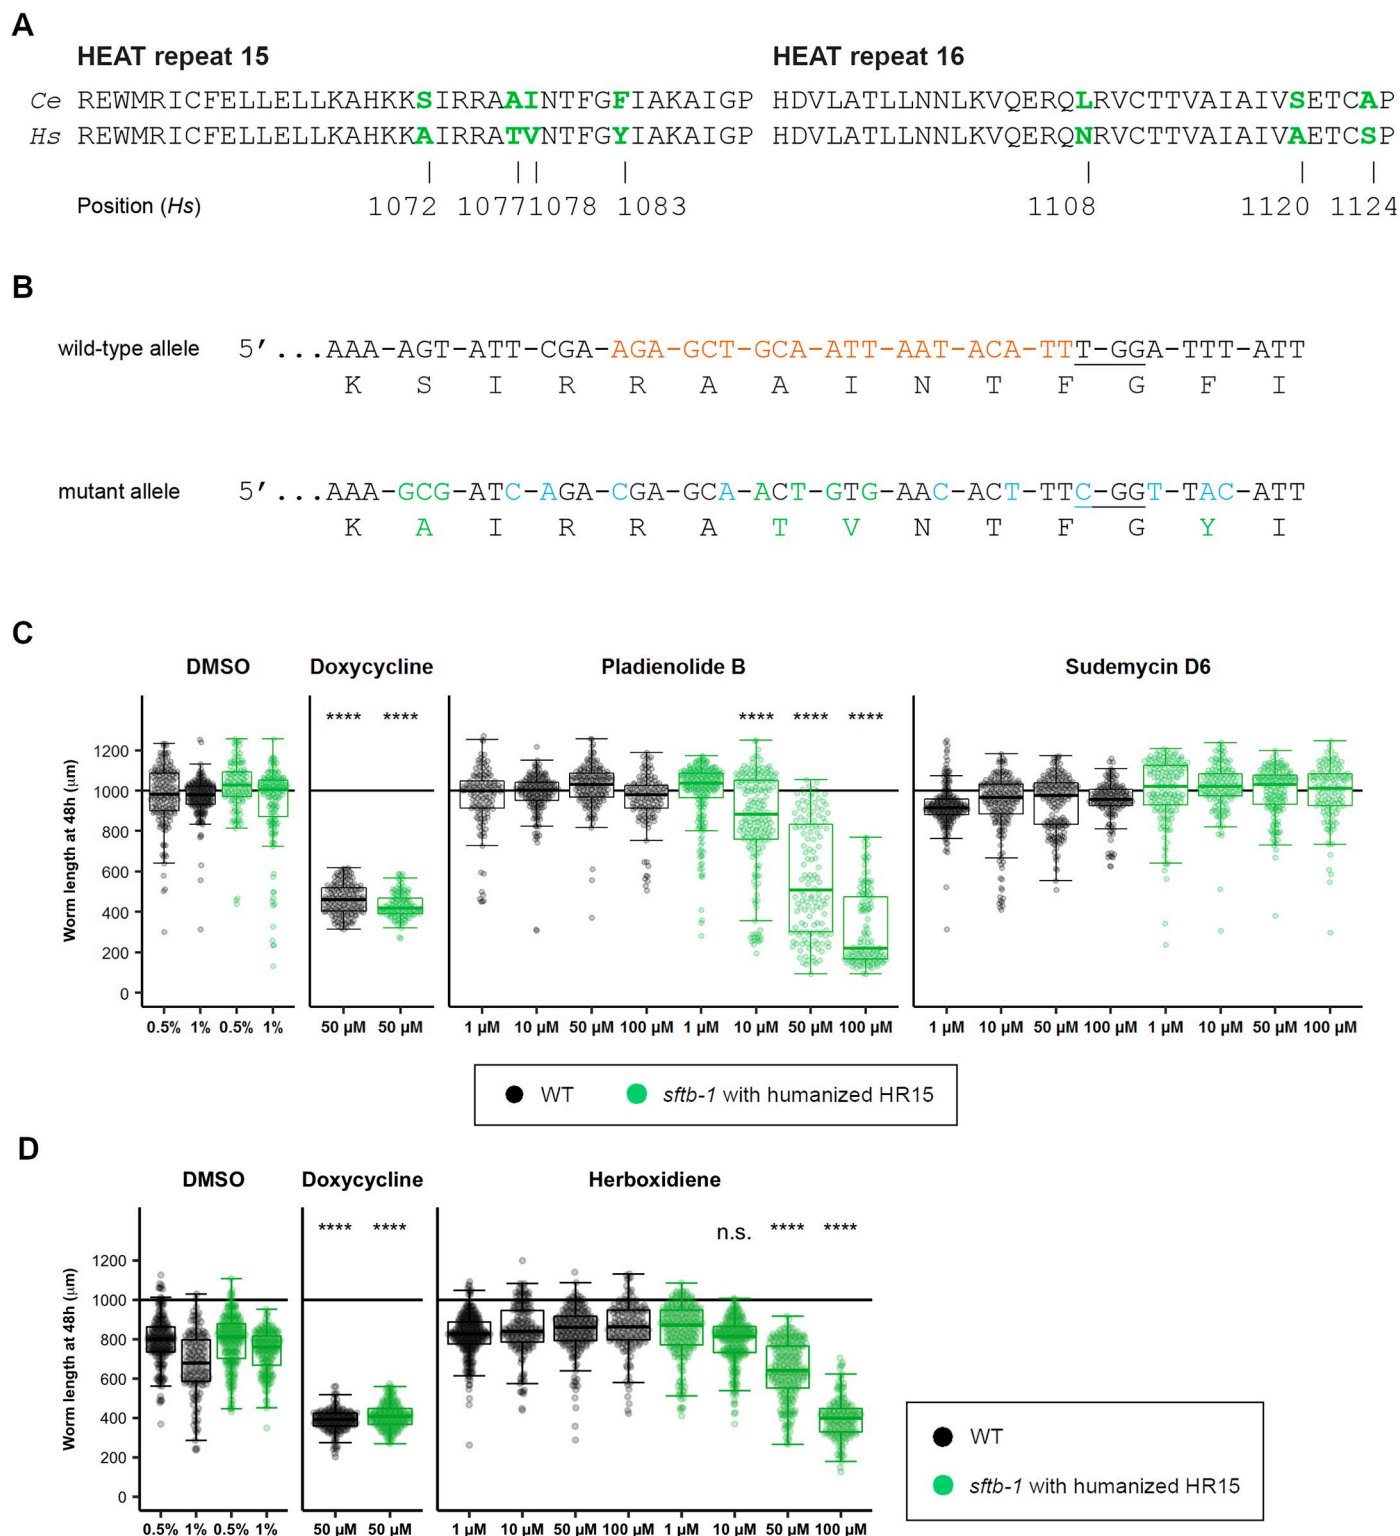 A
HEAT repeat 15 HEAT repeat 16
Ce REWMRICFELLELLKAHKKSIRRAAINTFGFIAKAIGP HDVLATLLNNLKVQERQLRVCTTVAIAIVSETCAP
Hs REWMRICFELLELLKAHKKAIRRATVNTFGYIAKAIGP HDVLATLLNNLKVQERQNRVCTTVAIAIVAETCSP
Position (Hs) 1072 1077 1078 1083 1108 1120 1124
B
wild-type allele 5′...AAA-AGT-ATT-CGA-AGA-GCT-GCA-ATT-AAT-ACA-TTT-GGA-TTT-ATT
K S I R R A A I N T F G F I
mutant allele 5′...AAA-GCG-ATC-AGA-CGA-GCA-ACT-GTG-AAC-ACT-TTC-GGT-TAC-ATT
K A I R R A T V N T F G Y I
C
DMSO Doxycycline Pladienolide B Sudemycin D6
**** **** **** **** ****
Worm length at 48h (µm)
1200
1000
800
600
400
200
0
0.5% 1% 0.5% 1% 50 µM 50 µM 1 µM 10 µM 50 µM 100 µM 1 µM 10 µM 50 µM 100 µM 1 µM 10 µM 50 µM 100 µM 1 µM 10 µM 50 µM 100 µM
WT sftb-1 with humanized HR15
D
DMSO Doxycycline Herboxidiene
**** **** n.s. **** ****
Worm length at 48h (µm)
1200
1000
800
600
400
200
0
0.5% 1% 0.5% 1% 50 µM 50 µM 1 µM 10 µM 50 µM 100 µM 1 µM 10 µM 50 µM 100 µM
WT
sftb-1 with humanized HR15